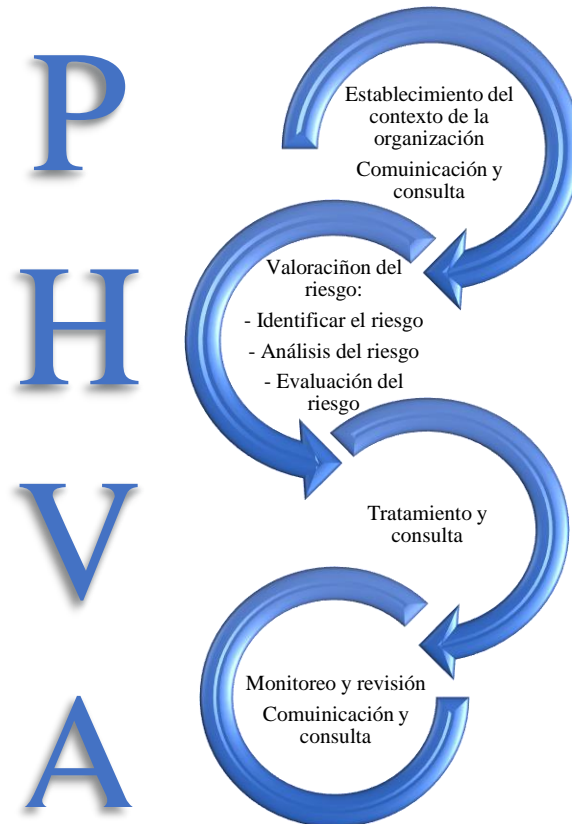 P
Establecimiento del
contexto de la
organización
Comuinicación y
consulta
H
Valoraciñon del
riesgo:
- Identificar el riesgo
- Análisis del riesgo
- Evaluación del
riesgo
V
Tratamiento y
consulta
A
Monitoreo y revisión
Comuinicación y
consulta